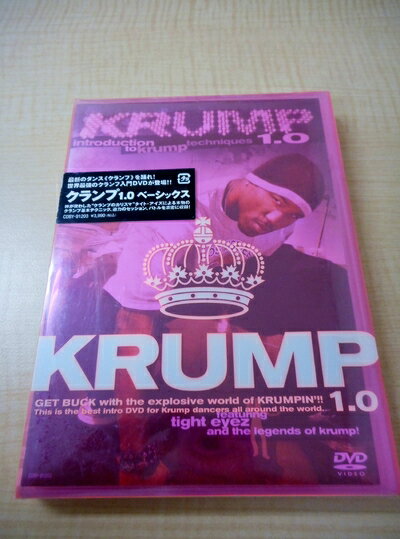 KRUMP
1.0
introduction
to krump techniques
最新のダンス《クランプ》を踊れ!
世界最強のクランプ入門DVDが登場!!
クランプ1.0 ベーシックス
COBY-91203
KRUMP
1.0
GET BUCK with the explosive world of KRUMPIN'!!
This is the best intro DVD for Krump dancers all around the world..
featuring
tight eyez
and the legends of krump!
DVD
VIDEO